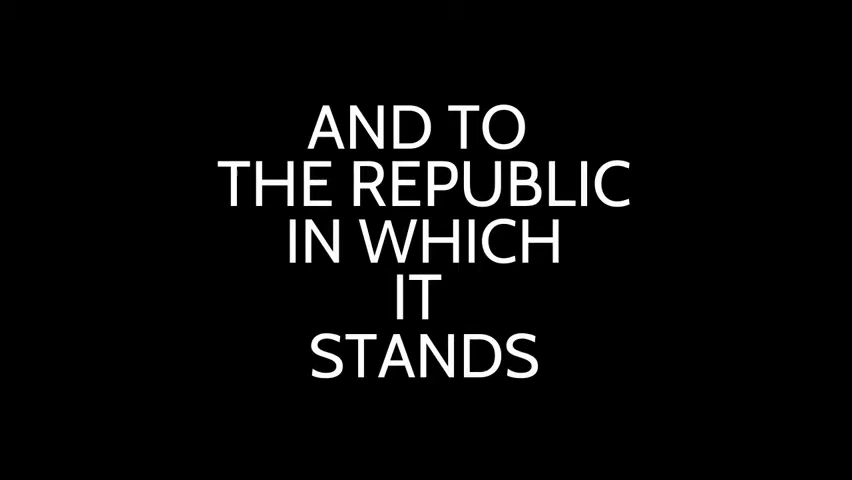 AND TO
THE REPUBLIC
IN WHICH
IT
STANDS